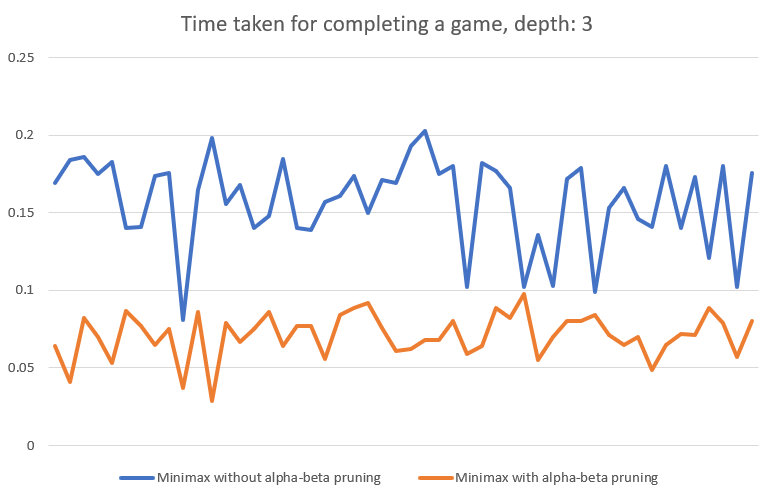 Time taken for completing a game, depth: 3
0.25
0.2
0.15
0.1
0.05
0
Minimax without alpha-beta pruning
Minimax with alpha-beta pruning